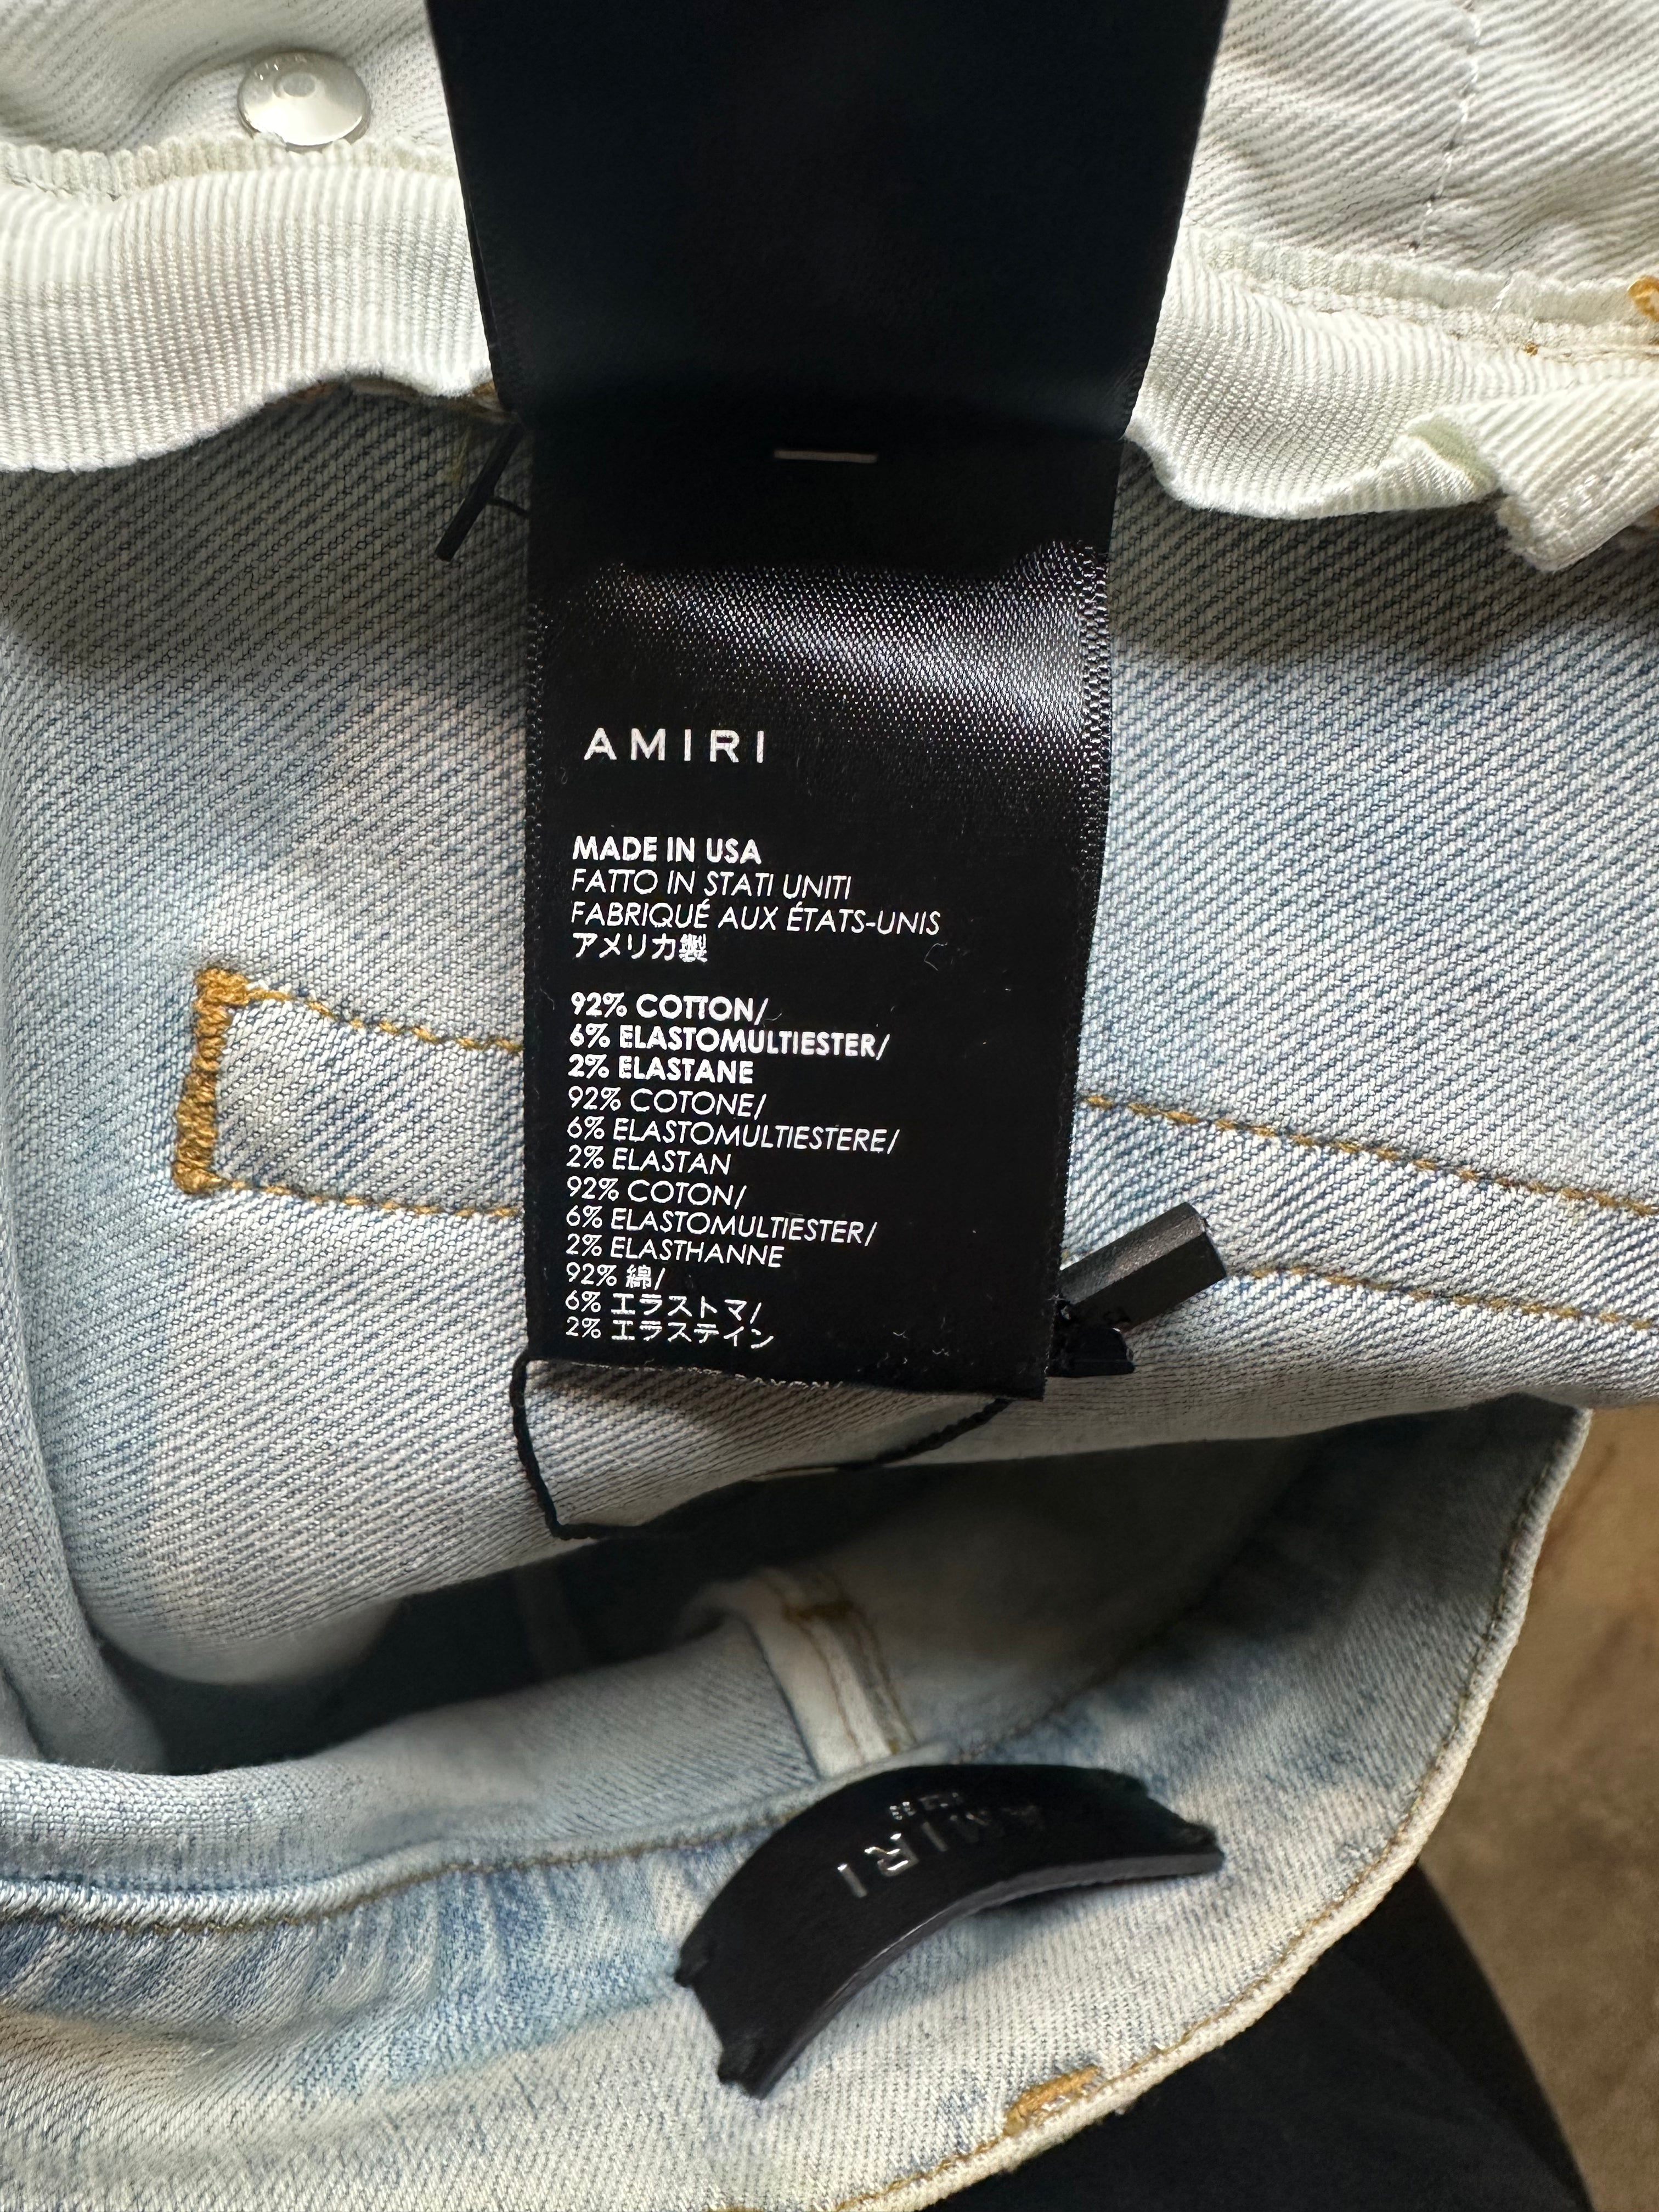 AMIRI
MADE IN USA
FATTO IN STATI UNITI
FABRIQUÉ AUX ÉTATS-UNIS
アメリカ製
92% COTTON/
6% ELASTOMULTIESTER/
2% ELASTANE
92% COTONE/
6% ELASTOMULTIESTERE/
2% ELASTAN
92% COTON/
6% ELASTOMULTIESTER/
2% ELASTHANNE
92% 綿/
6% エラストマ/
2% エラステイン
AMIRI